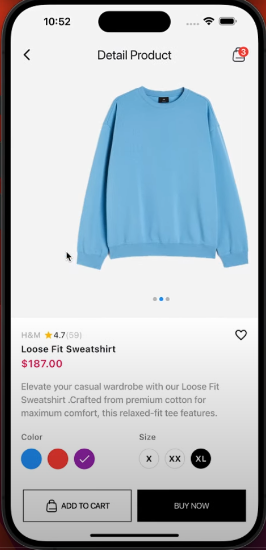 10:52
Detail Product
3
H&M ★4.7(59)
Loose Fit Sweatshirt
$187.00
Elevate your casual wardrobe with our Loose Fit
Sweatshirt .Crafted from premium cotton for
maximum comfort, this relaxed-fit tee features.
Color Size
X XX XL
ADD TO CART BUY NOW